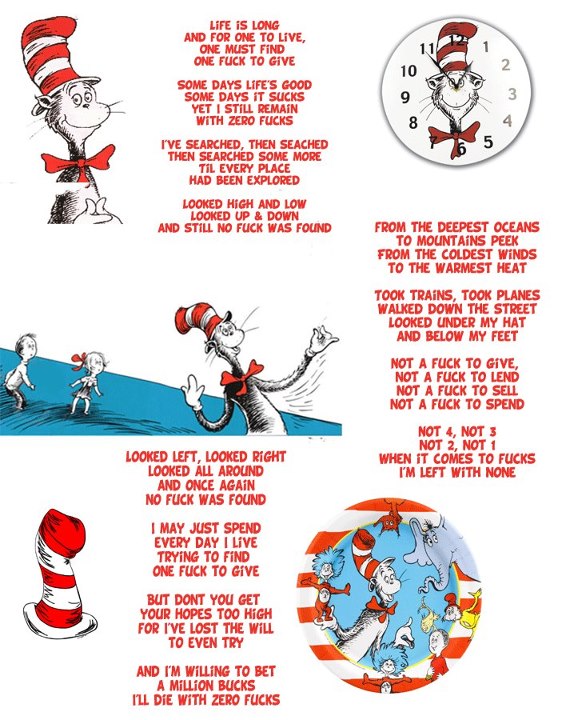 LIFE IS LONG
AND FOR ONE TO LIVE,
ONE MUST FIND
ONE FUCK TO GIVE
SOME DAYS LIFE'S GOOD
SOME DAYS IT SUCKS
YET I STILL REMAIN
WITH ZERO FUCKS
I'VE SEARCHED, THEN SEACHED
THEN SEARCHED SOME MORE
TIL EVERY PLACE
HAD BEEN EXPLORED
LOOKED HIGH AND LOW
LOOKED UP & DOWN
AND STILL NO FUCK WAS FOUND
11 12 1
10 2
9 3
8 4
7 6 5
FROM THE DEEPEST OCEANS
TO MOUNTAINS PEEK
FROM THE COLDEST WINDS
TO THE WARMEST HEAT
TOOK TRAINS, TOOK PLANES
WALKED DOWN THE STREET
LOOKED UNDER MY HAT
AND BELOW MY FEET
NOT A FUCK TO GIVE,
NOT A FUCK TO LEND
NOT A FUCK TO SELL
NOT A FUCK TO SPEND
NOT 4, NOT 3
NOT 2, NOT 1
WHEN IT COMES TO FUCKS
I'M LEFT WITH NONE
LOOKED LEFT, LOOKED RIGHT
LOOKED ALL AROUND
AND ONCE AGAIN
NO FUCK WAS FOUND
I MAY JUST SPEND
EVERY DAY I LIVE
TRYING TO FIND
ONE FUCK TO GIVE
BUT DONT YOU GET
YOUR HOPES TOO HIGH
FOR I'VE LOST THE WILL
TO EVEN TRY
AND I'M WILLING TO BET
A MILLION BUCKS
I'LL DIE WITH ZERO FUCKS